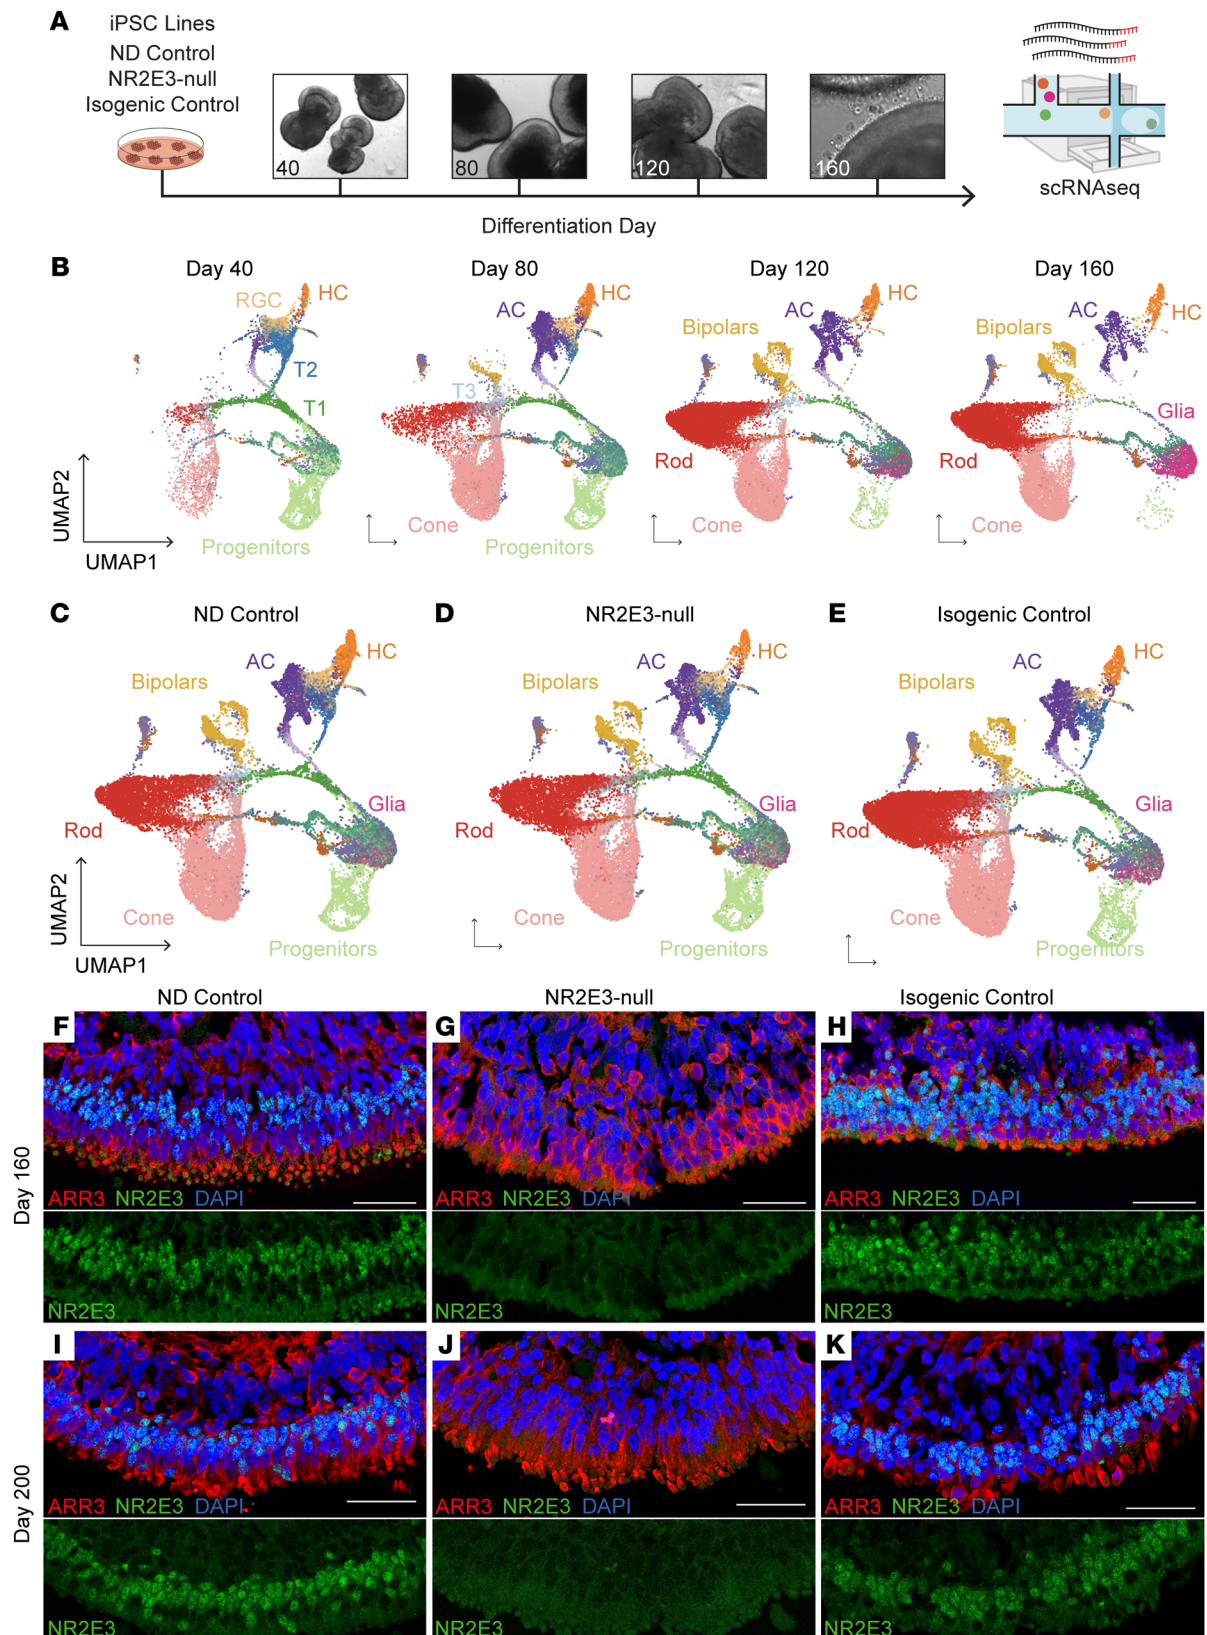 A
iPSC Lines
ND Control
NR2E3-null
Isogenic Control
40
80
120
160
scRNAseq
Differentiation Day
B
Day 40
Day 80
Day 120
Day 160
RGC
HC
T2
T1
AC
HC
T3
Bipolars
AC
HC
Bipolars
AC
HC
Glia
Rod
Rod
Cone
Cone
Cone
Progenitors
Progenitors
UMAP2
UMAP1
C
ND Control
D
NR2E3-null
E
Isogenic Control
AC
HC
Bipolars
Glia
Rod
Cone
Progenitors
UMAP2
UMAP1
AC
HC
Bipolars
Glia
Rod
Cone
Progenitors
AC
HC
Bipolars
Glia
Rod
Cone
Progenitors
ND Control
NR2E3-null
Isogenic Control
Day 160
F
ARR3 NR2E3 DAPI
NR2E3
G
ARR3 NR2E3 DAPI
NR2E3
H
ARR3 NR2E3 DAPI
NR2E3
Day 200
I
ARR3 NR2E3 DAPI
NR2E3
J
ARR3 NR2E3 DAPI
NR2E3
K
ARR3 NR2E3 DAPI
NR2E3